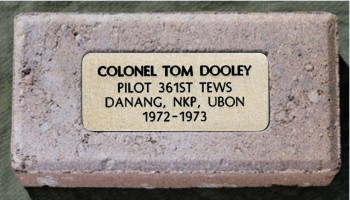 COLONEL TOM DOOLEY
PILOT 361ST TEWS
DANANG, NKP, UBON
1972-1973